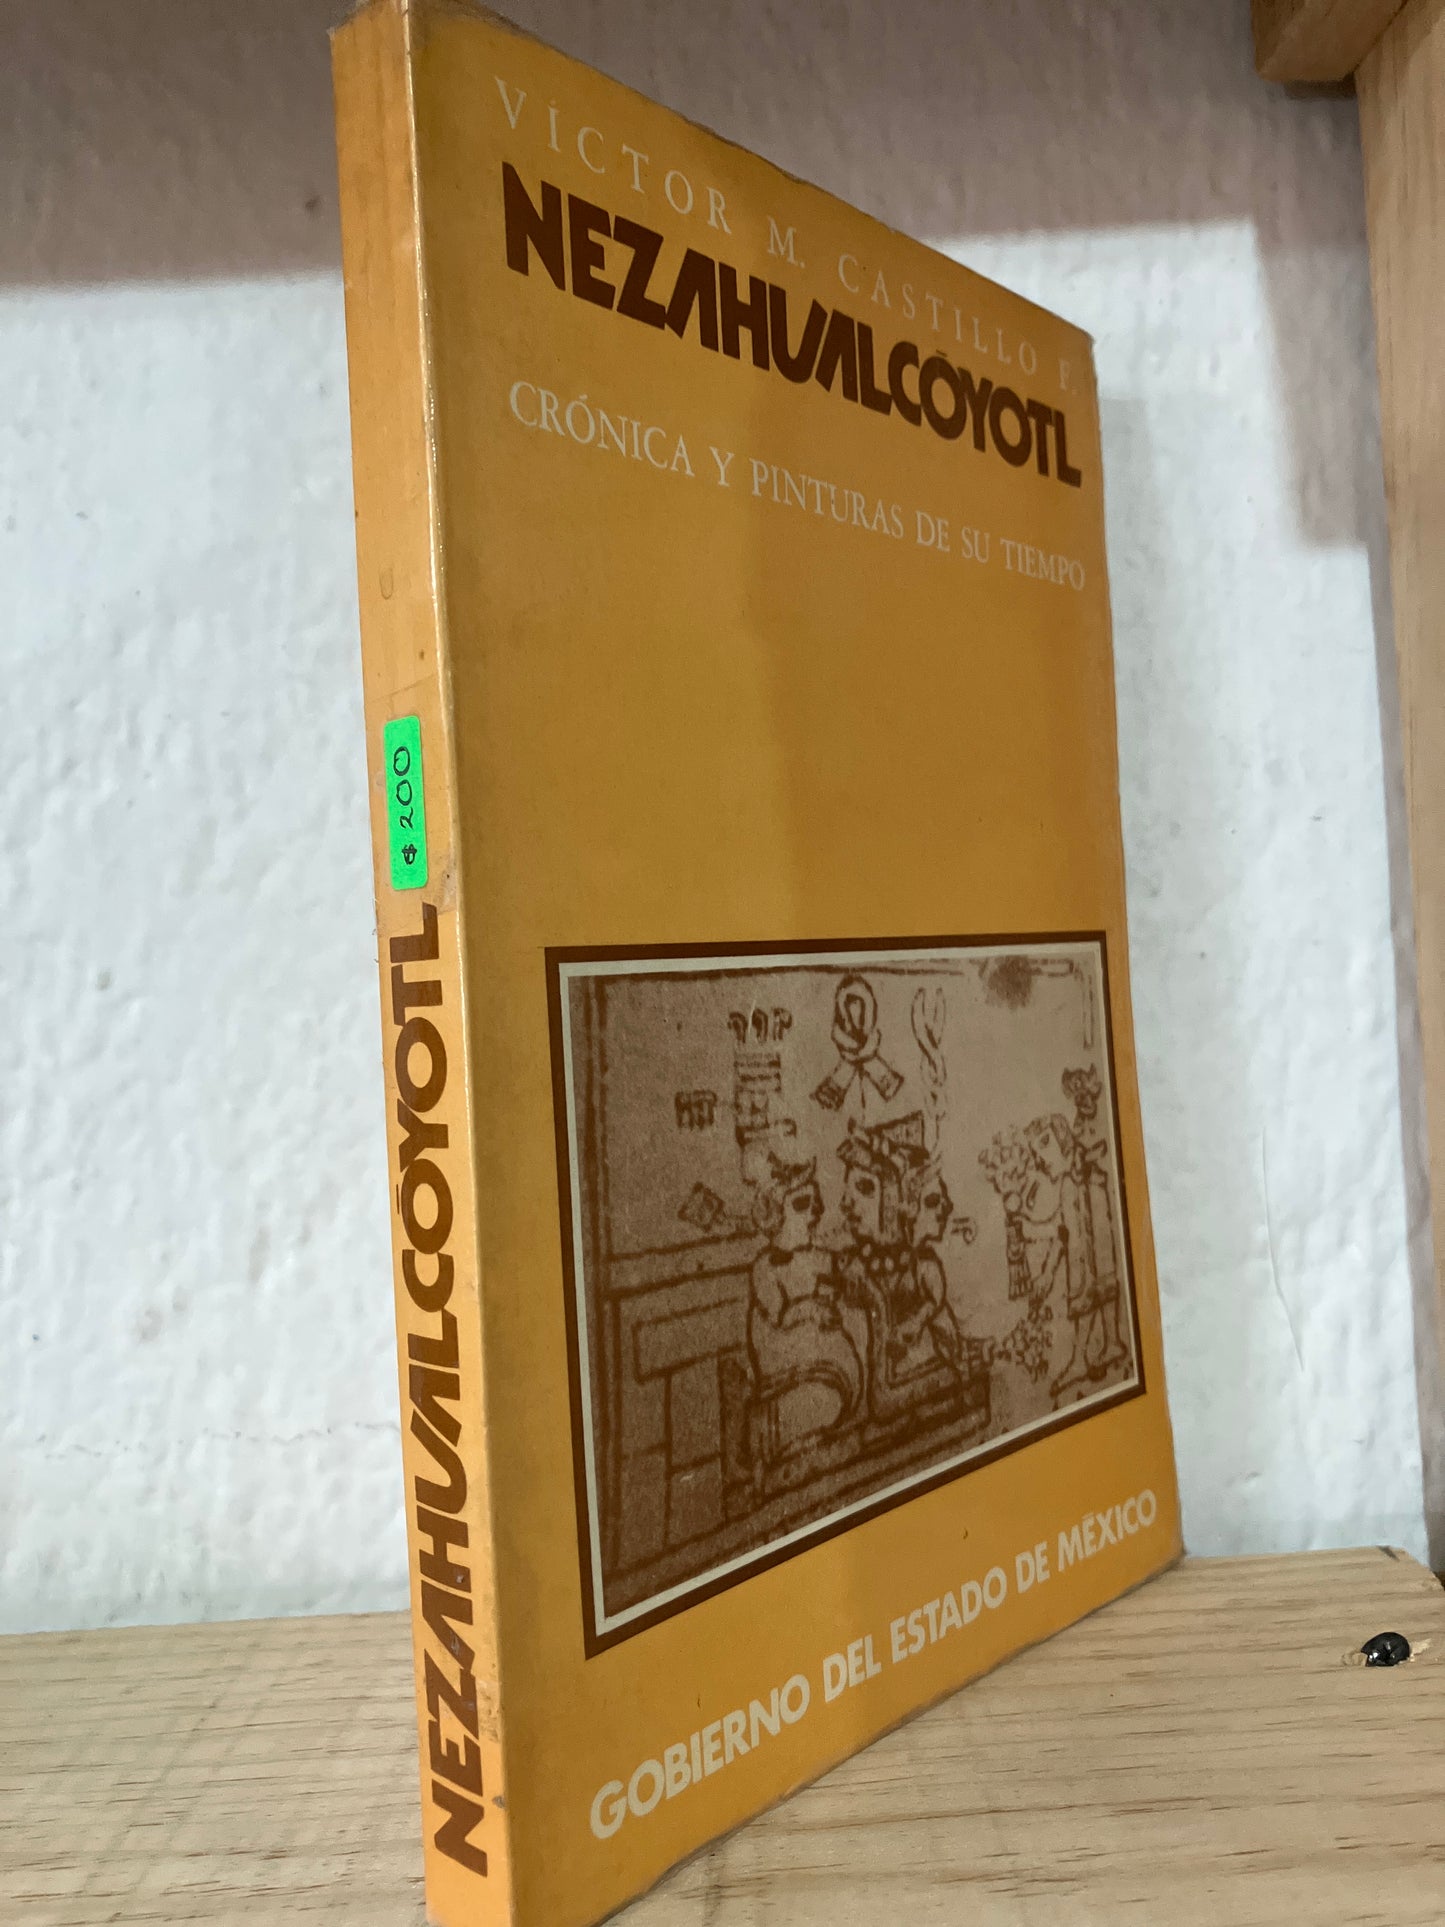 VÍCTOR M. CASTILLO F.
NEZAHUALCÓYOTL
CRÓNICA Y PINTURAS DE SU TIEMPO
GOBIERNO DEL ESTADO DE MÉXICO
$ 200
NEZAHUALCÓYOTL